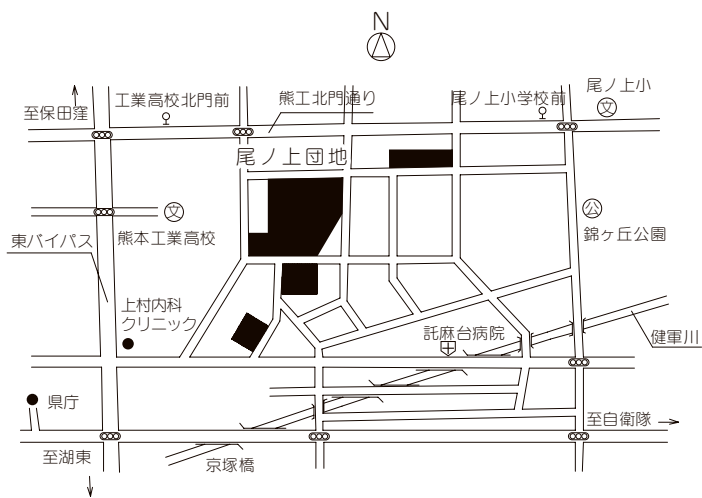 N
尾ノ上小
文
至保田窪
工業高校北門前
熊工北門通り
尾ノ上小学校前
尾ノ上団地
文
熊本工業高校
公
錦ヶ丘公園
東バイパス
上村内科
クリニック
託麻台病院
健軍川
県庁
至自衛隊
至湖東
京塚橋